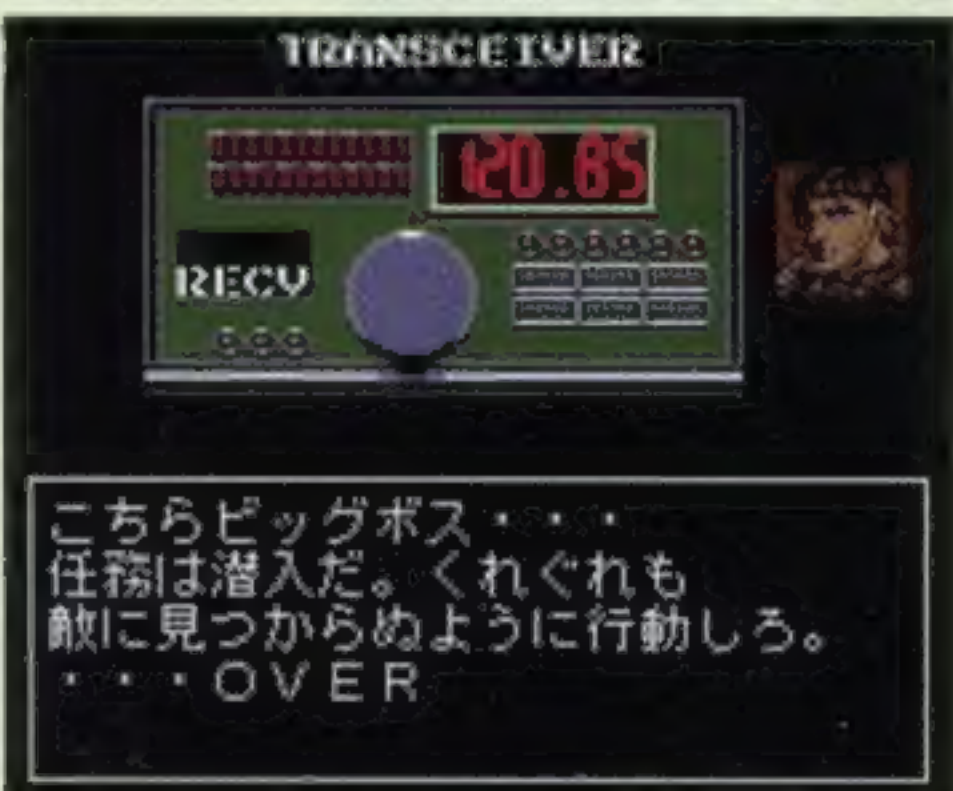 TRANSCEIVER
120.85
RECV
こちらビッグボス・・・
任務は潜入だ。くれぐれも
敵に見つからぬように行動しろ。
・・・OVER